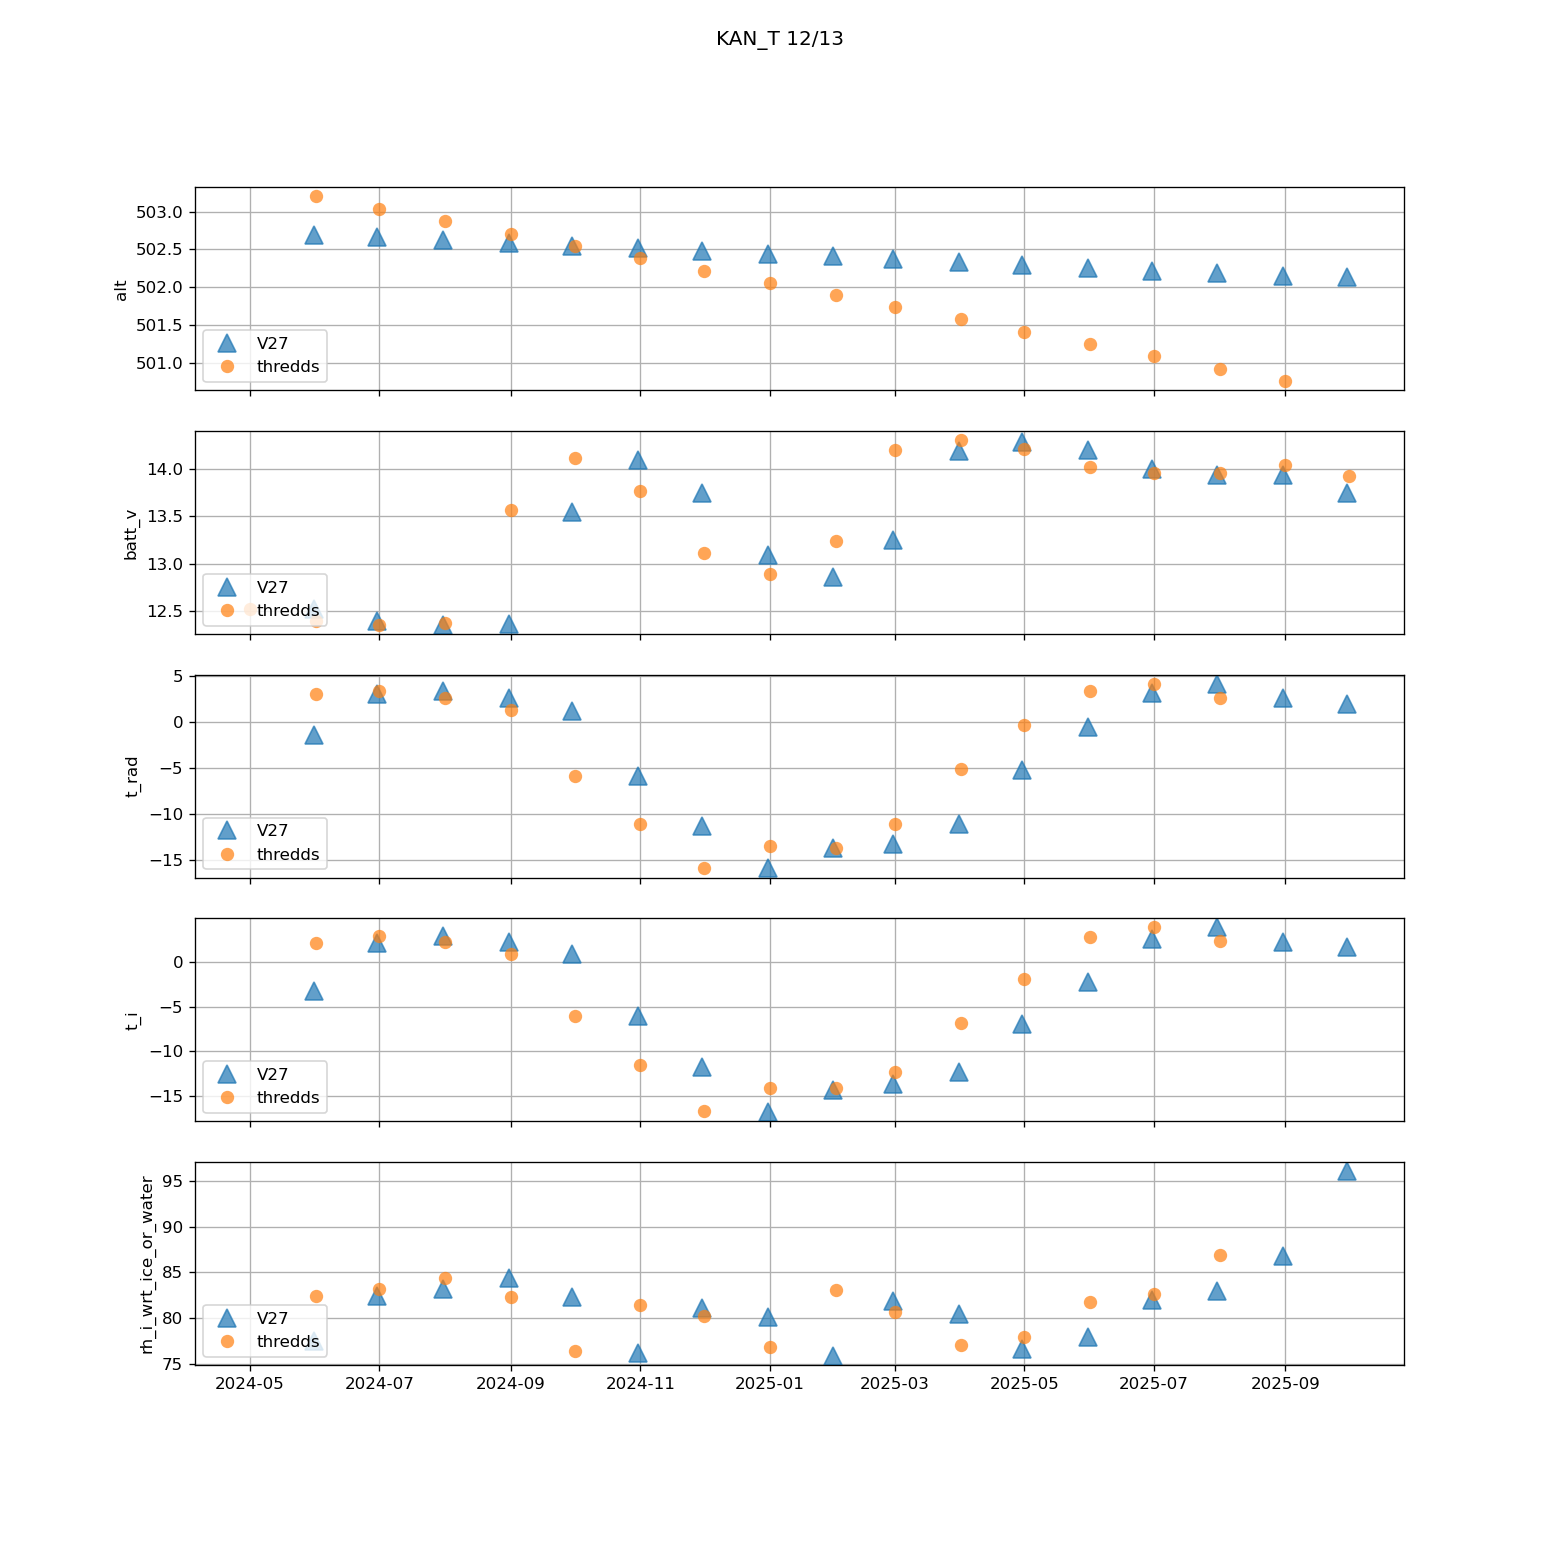 KAN_T 12/13
alt
503.0
502.5
502.0
501.5
501.0
V27
thredds
batt_v
14.0
13.5
13.0
12.5
V27
thredds
t_rad
5
0
−5
−10
−15
V27
thredds
t_i
0
−5
−10
−15
V27
thredds
rh_i_wrt_ice_or_water
95
90
85
80
75
V27
thredds
2024-05
2024-07
2024-09
2024-11
2025-01
2025-03
2025-05
2025-07
2025-09